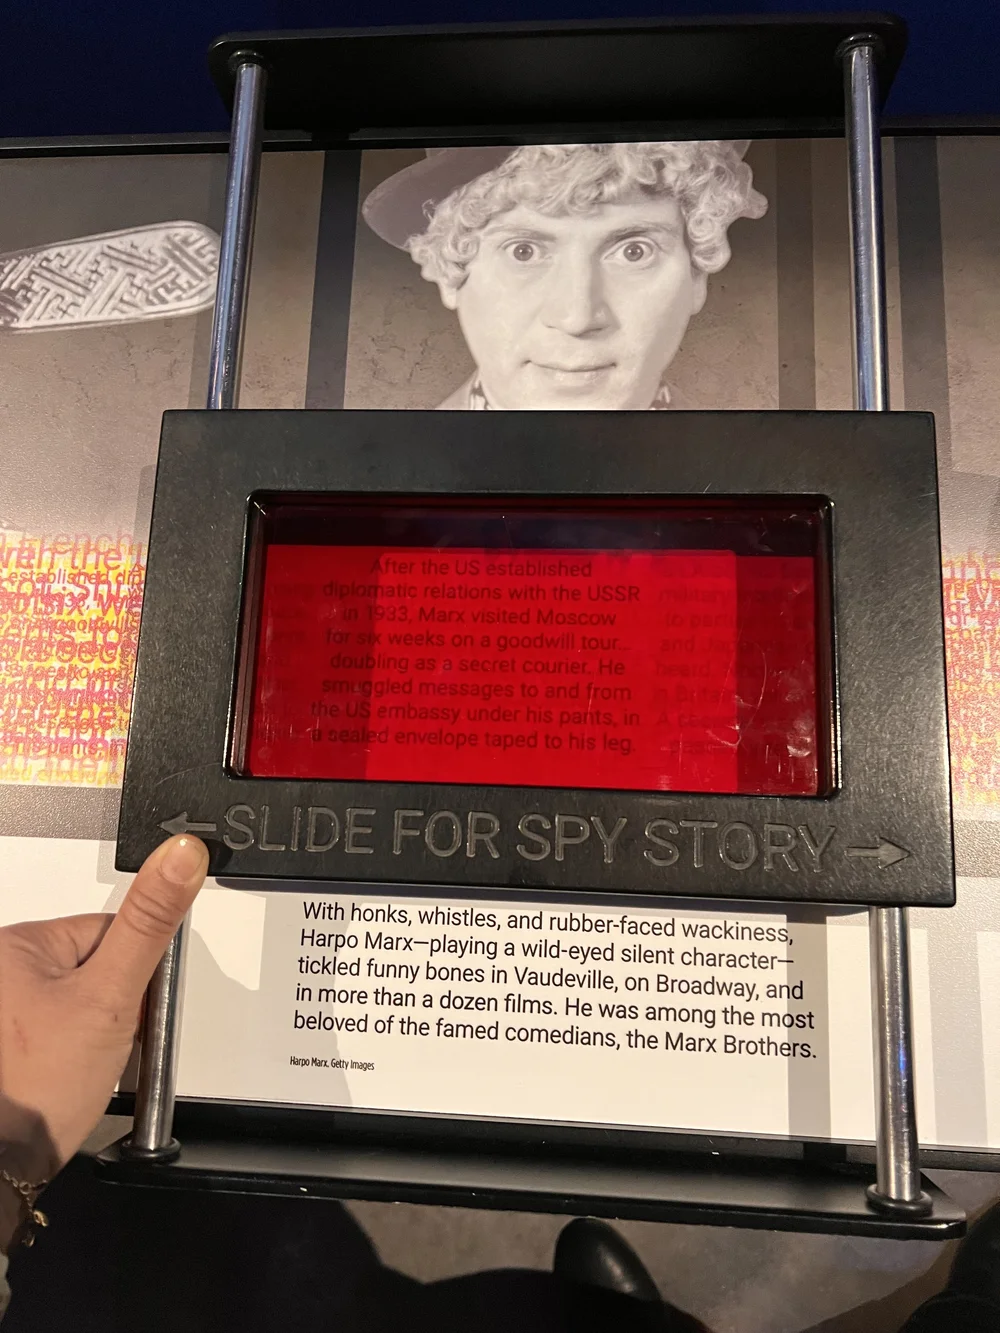 After the US established
diplomatic relations with the USSR
in 1933, Marx visited Moscow
for six weeks on a goodwill tour...
doubling as a secret courier. He
smuggled messages to and from
the US embassy under his pants, in
a sealed envelope taped to his leg.
←SLIDE FOR SPY STORY→
With honks, whistles, and rubber-faced wackiness,
Harpo Marx—playing a wild-eyed silent character—
tickled funny bones in Vaudeville, on Broadway, and
in more than a dozen films. He was among the most
beloved of the famed comedians, the Marx Brothers.
Harpo Marx, Getty Images